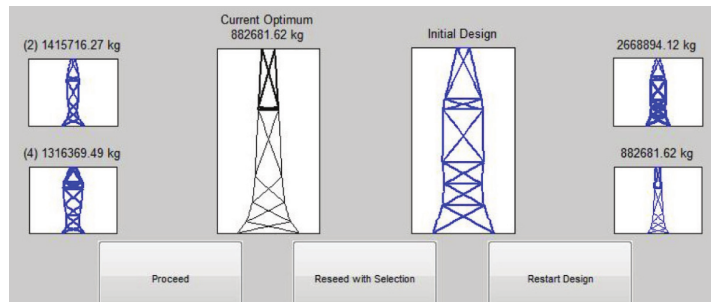 Current Optimum
882681.62 kg
Initial Design
(2) 1415716.27 kg
2668894.12 kg
(4) 1316369.49 kg
882681.62 kg
Proceed
Reseed with Selection
Restart Design